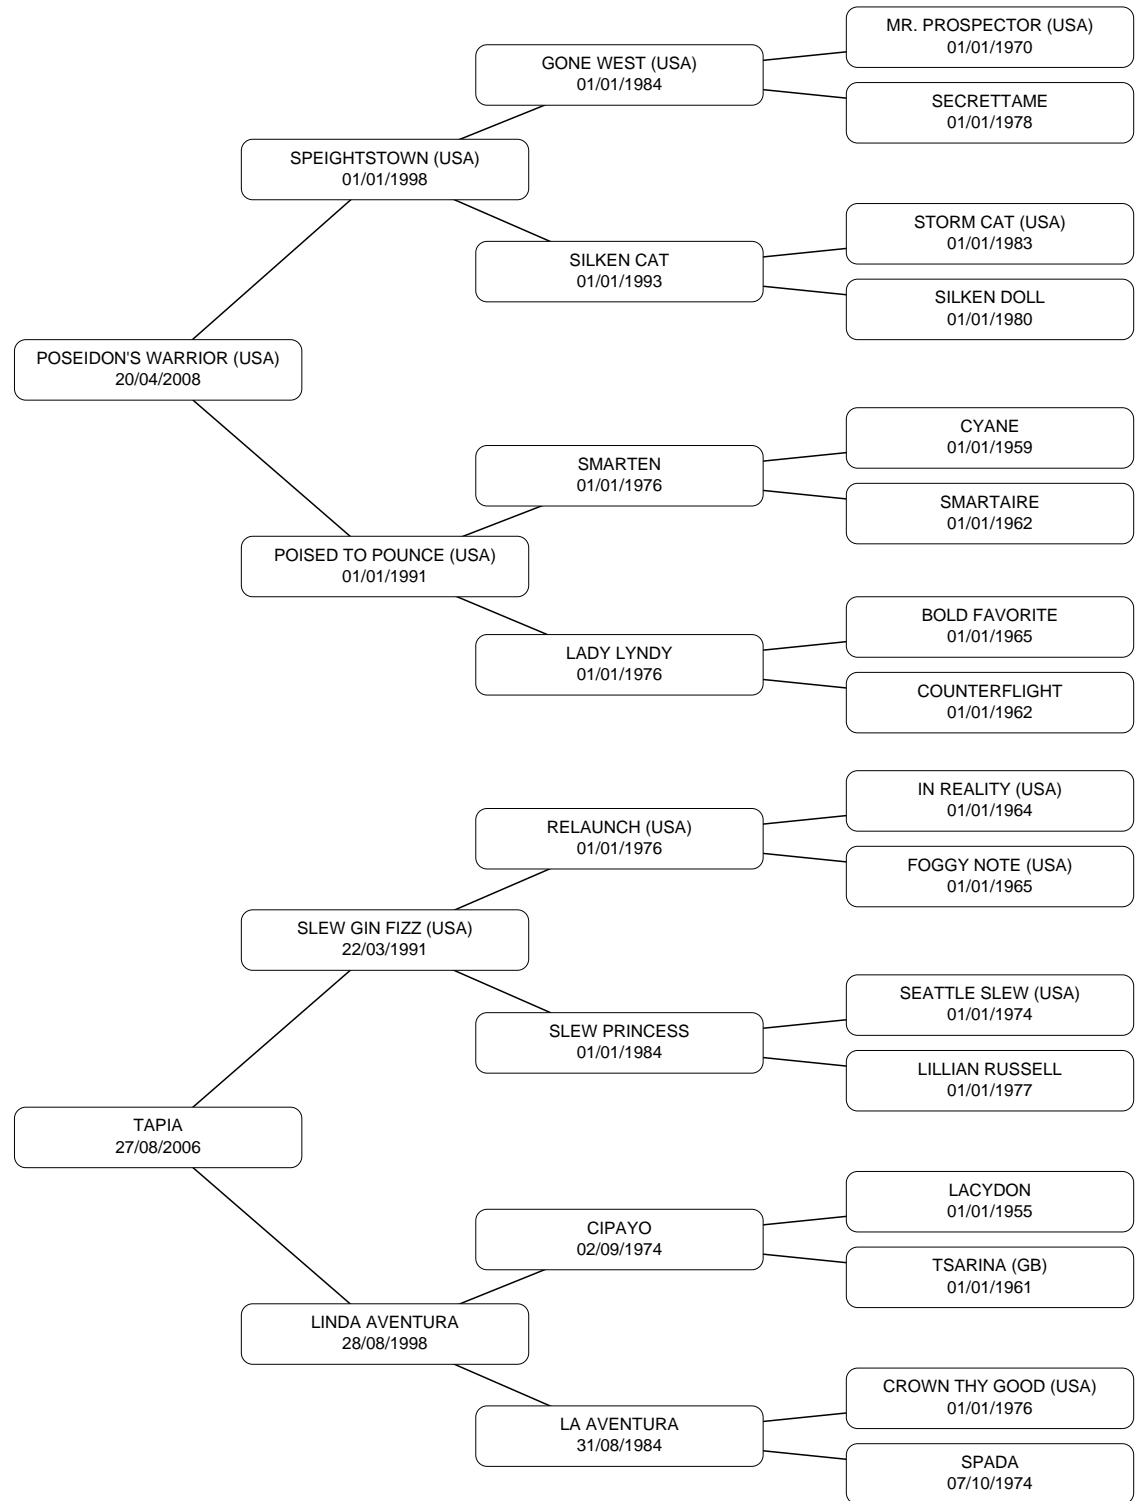 MR. PROSPECTOR (USA)
01/01/1970
GONE WEST (USA)
01/01/1984
SECRETTAME
01/01/1978
SPEIGHTSTOWN (USA)
01/01/1998
STORM CAT (USA)
01/01/1983
SILKEN CAT
01/01/1993
SILKEN DOLL
01/01/1980
POSEIDON'S WARRIOR (USA)
20/04/2008
CYANE
01/01/1959
SMARTEN
01/01/1976
SMARTAIRE
01/01/1962
POISED TO POUNCE (USA)
01/01/1991
BOLD FAVORITE
01/01/1965
LADY LYNDY
01/01/1976
COUNTERFLIGHT
01/01/1962
IN REALITY (USA)
01/01/1964
RELAUNCH (USA)
01/01/1976
FOGGY NOTE (USA)
01/01/1965
SLEW GIN FIZZ (USA)
22/03/1991
SEATTLE SLEW (USA)
01/01/1974
SLEW PRINCESS
01/01/1984
LILLIAN RUSSELL
01/01/1977
TAPIA
27/08/2006
LACYDON
01/01/1955
CIPAYO
02/09/1974
TSARINA (GB)
01/01/1961
LINDA AVENTURA
28/08/1998
CROWN THY GOOD (USA)
01/01/1976
LA AVENTURA
31/08/1984
SPADA
07/10/1974